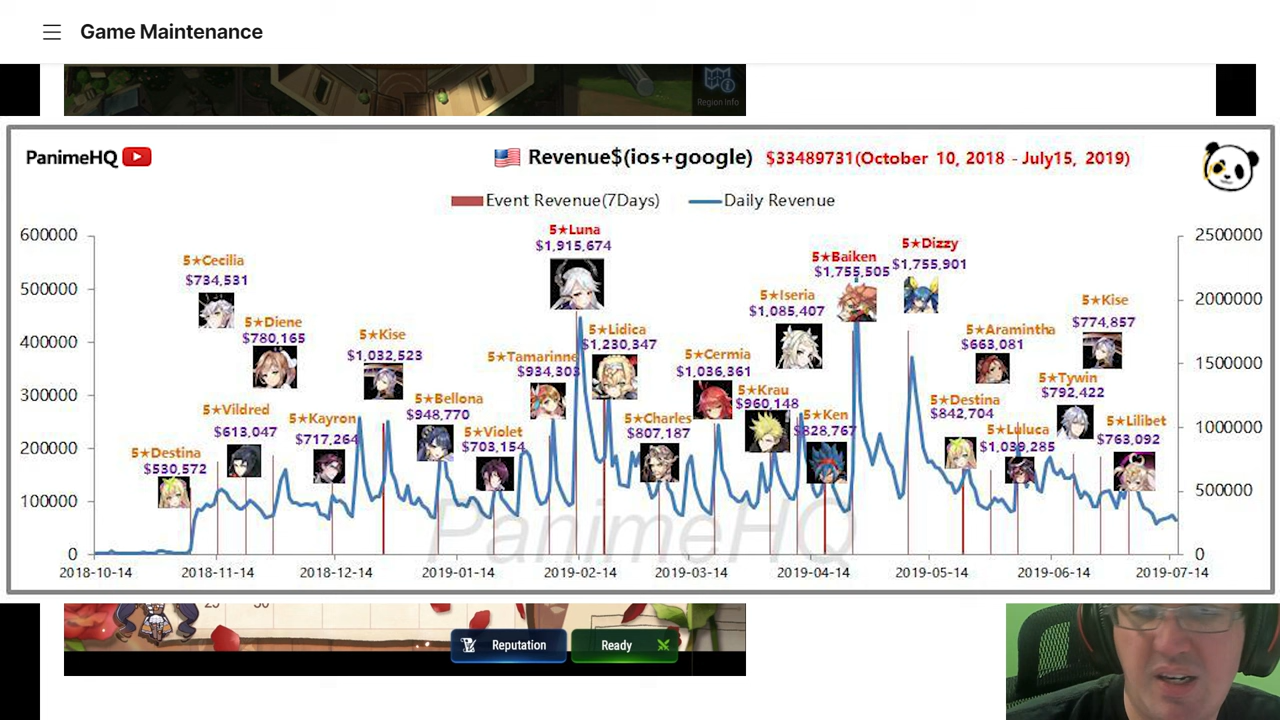 Game Maintenance
Region Info
PanimeHQ
Revenue$(ios+google) $33489731(October 10, 2018 - July15, 2019)
Event Revenue(7Days) Daily Revenue
600000
500000
400000
300000
200000
100000
0
2500000
2000000
1500000
1000000
500000
0
5★Destina
$530,572
5★Cecilia
$734,531
5★Vildred
$613,047
5★Diene
$780,165
5★Kayron
$717,264
5★Kise
$1,032,523
5★Bellona
$948,770
5★Violet
$703,154
5★Tamarinne
$934,303
5★Luna
$1,915,674
5★Lidica
$1,230,347
5★Charles
$807,187
5★Cermia
$1,036,361
5★Krau
$960,148
5★Iseria
$1,085,407
5★Ken
$828,767
5★Baiken
$1,755,505
5★Dizzy
$1,755,901
5★Destina
$842,704
5★Aramintha
$663,081
5★Luluca
$1,039,285
5★Tywin
$792,422
5★Kise
$774,857
5★Lilibet
$763,092
PanimeHQ
2018-10-14 2018-11-14 2018-12-14 2019-01-14 2019-02-14 2019-03-14 2019-04-14 2019-05-14 2019-06-14 2019-07-14
Reputation
Ready